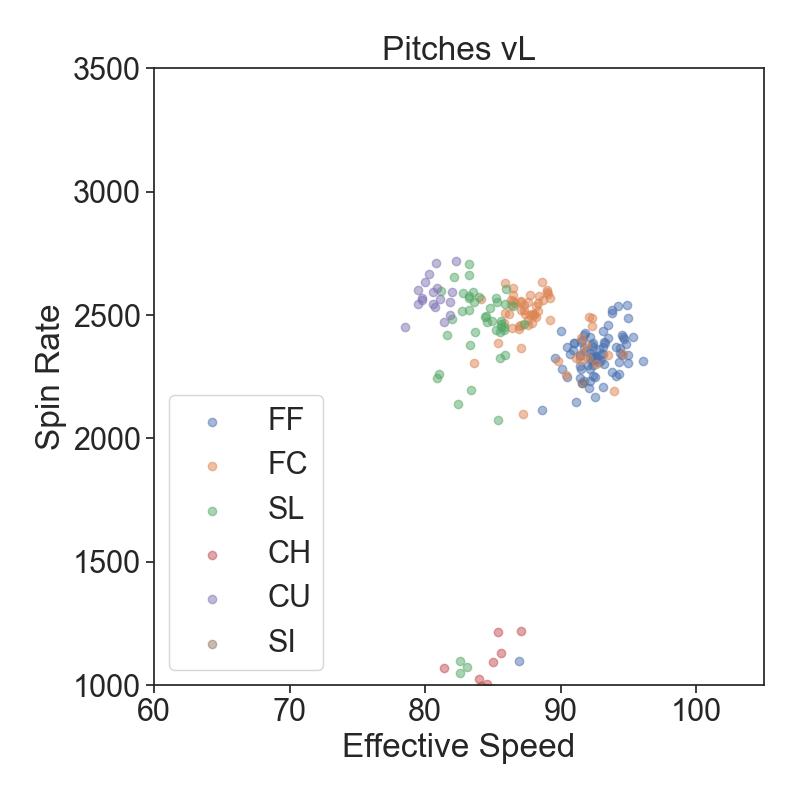 Pitches vL
3500
3000
2500
2000
1500
1000
Spin Rate
FF
FC
SL
CH
CU
SI
60 70 80 90 100
Effective Speed